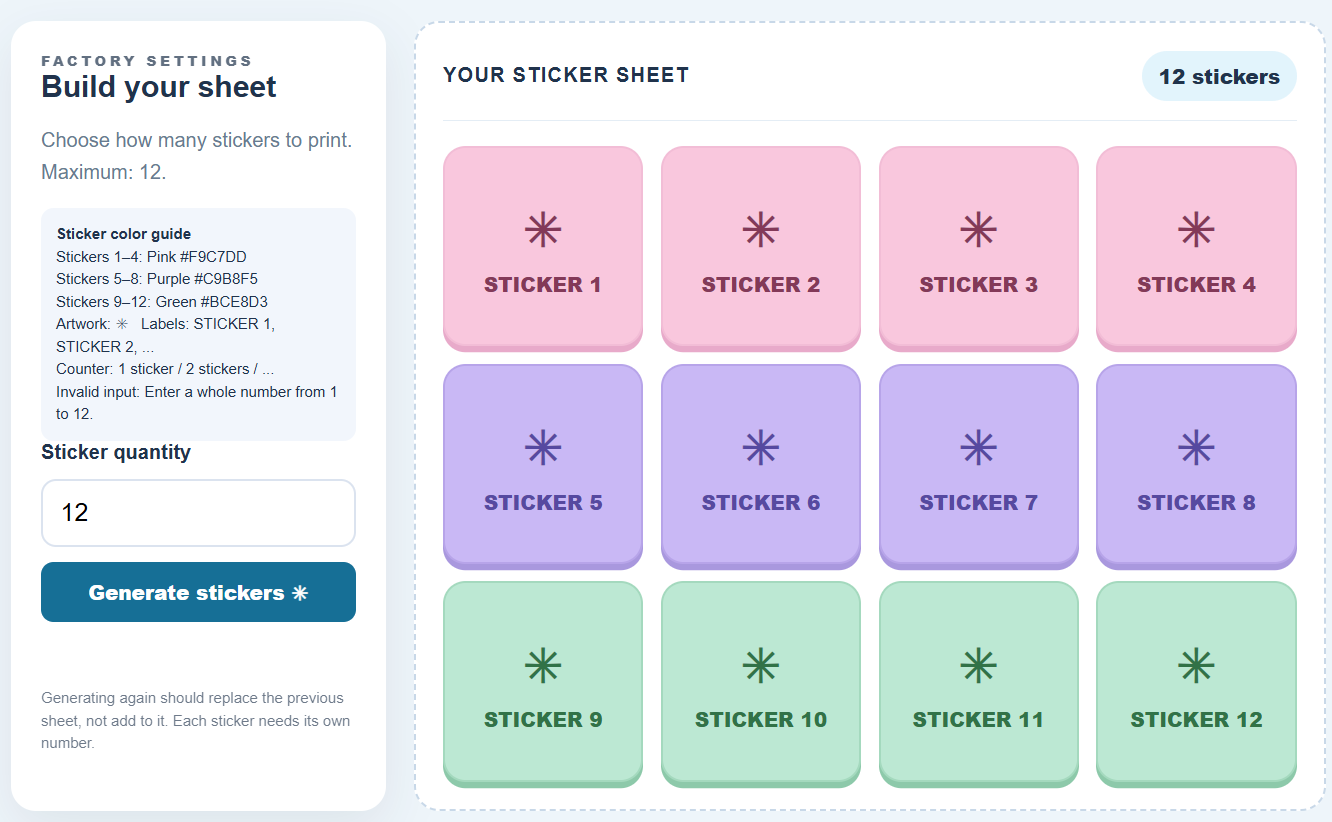 FACTORY SETTINGS
Build your sheet
Choose how many stickers to print.
Maximum: 12.
Sticker color guide
Stickers 1–4: Pink #F9C7DD
Stickers 5–8: Purple #C9B8F5
Stickers 9–12: Green #BCE8D3
Artwork: ✳ Labels: STICKER 1,
STICKER 2, ...
Counter: 1 sticker / 2 stickers / ...
Invalid input: Enter a whole number from 1
to 12.
Sticker quantity
12
Generate stickers ✳
Generating again should replace the previous
sheet, not add to it. Each sticker needs its own
number.
YOUR STICKER SHEET
12 stickers
✳ ✳ ✳ ✳
STICKER 1 STICKER 2 STICKER 3 STICKER 4
✳ ✳ ✳ ✳
STICKER 5 STICKER 6 STICKER 7 STICKER 8
✳ ✳ ✳ ✳
STICKER 9 STICKER 10 STICKER 11 STICKER 12